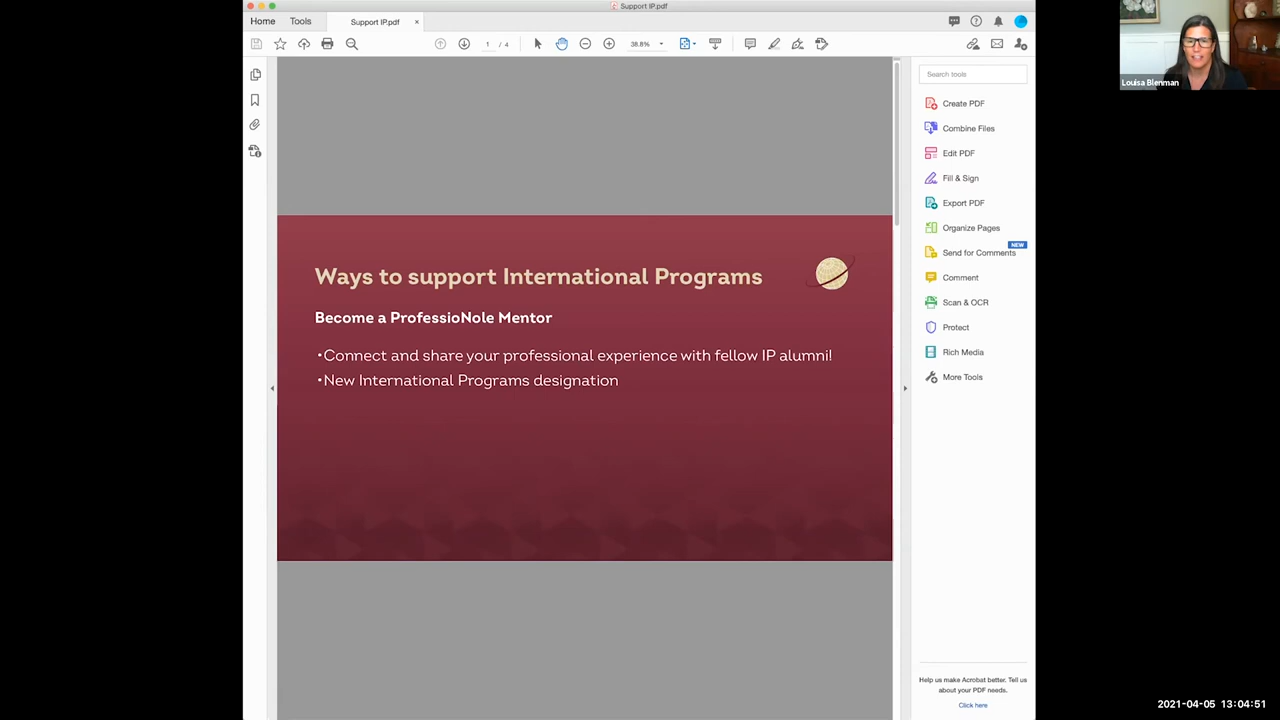 Support IP.pdf
Home Tools Support IP.pdf ×
1 / 4 38.8%
Search tools
Create PDF
Combine Files
Edit PDF
Fill & Sign
Export PDF
Organize Pages
NEW
Send for Comments
Comment
Scan & OCR
Protect
Rich Media
More Tools
Help us make Acrobat better. Tell us
about your PDF needs.
Click here
Ways to support International Programs
Become a ProfessioNole Mentor
•Connect and share your professional experience with fellow IP alumni!
•New International Programs designation
Louisa Blenman
2021-04-05 13:04:51